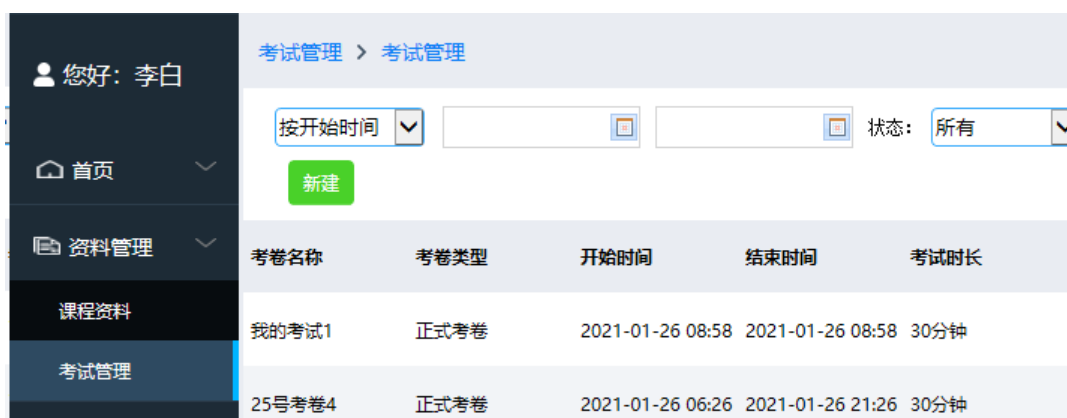 您好：李白
首页
资料管理
课程资料
考试管理
考试管理 > 考试管理
按开始时间 状态： 所有
新建
考卷名称 考卷类型 开始时间 结束时间 考试时长
我的考试1 正式考卷 2021-01-26 08:58 2021-01-26 08:58 30分钟
25号考卷4 正式考卷 2021-01-26 06:26 2021-01-26 21:26 30分钟